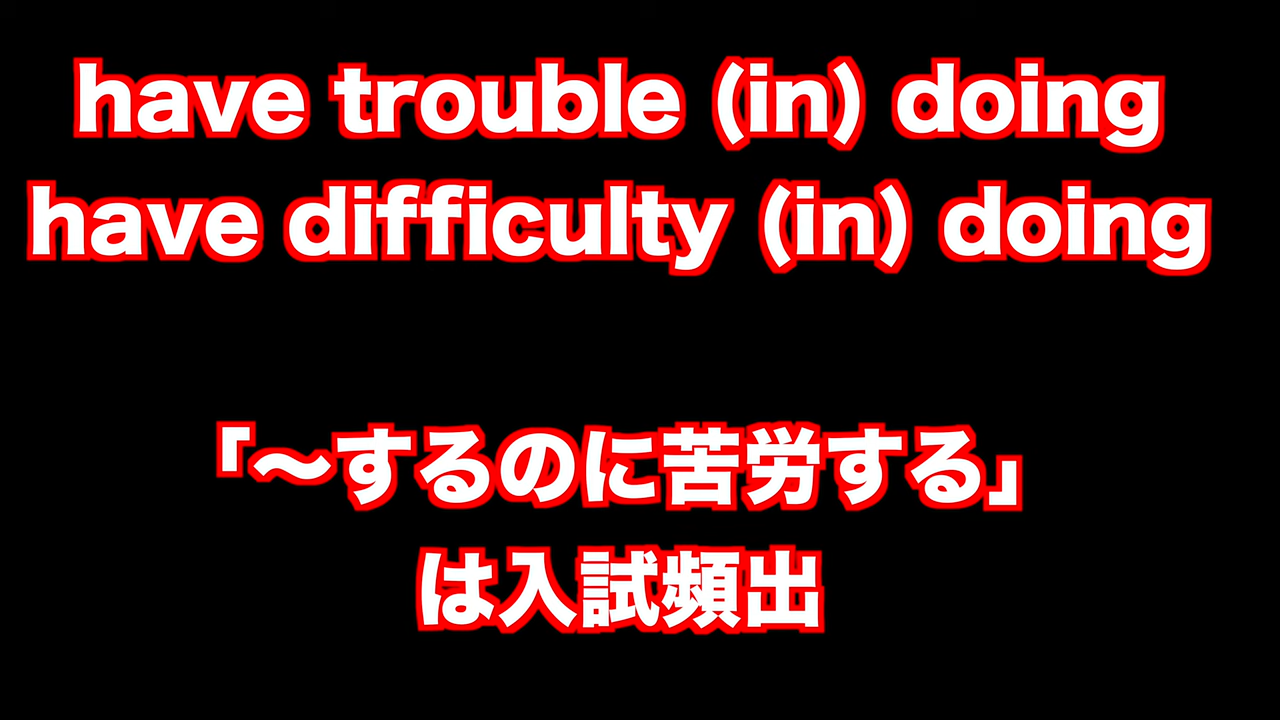 have trouble (in) doing
have difficulty (in) doing
「〜するのに苦労する」
は入試頻出